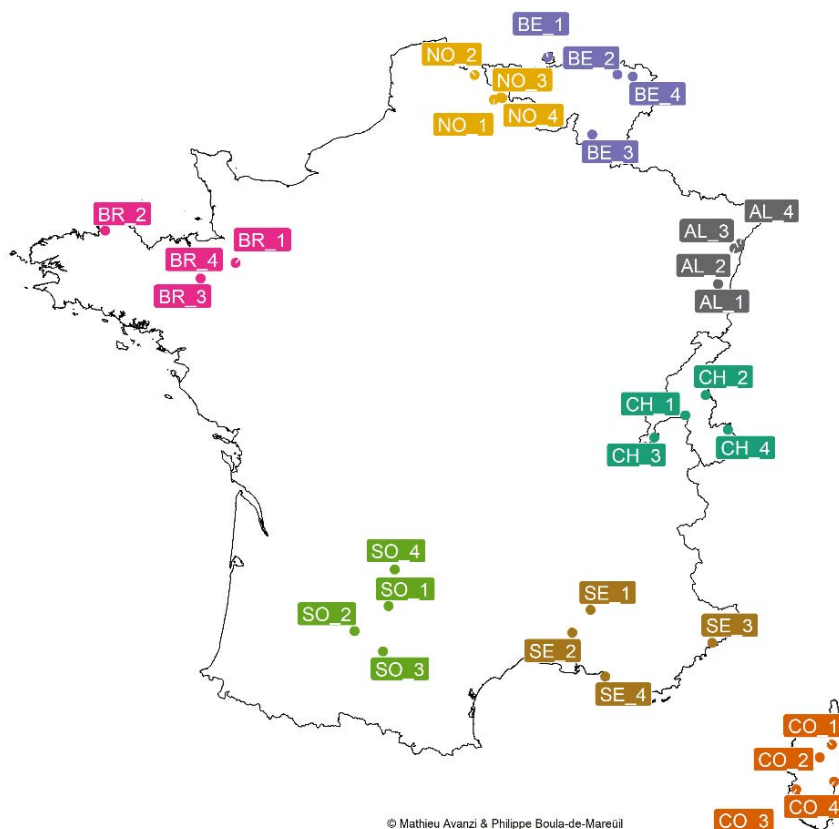 BE_1
NO_2
BE_2
NO_3
BE_4
NO_1
NO_4
BE_3
BR_2
AL_4
AL_3
BR_1
BR_4
AL_2
BR_3
AL_1
CH_2
CH_1
CH_3
CH_4
SO_4
SO_1
SE_1
SO_2
SE_3
SE_2
SO_3
SE_4
CO_1
CO_2
CO_4
CO_3
© Mathieu Avanzi & Philippe Boula-de-Mareüil